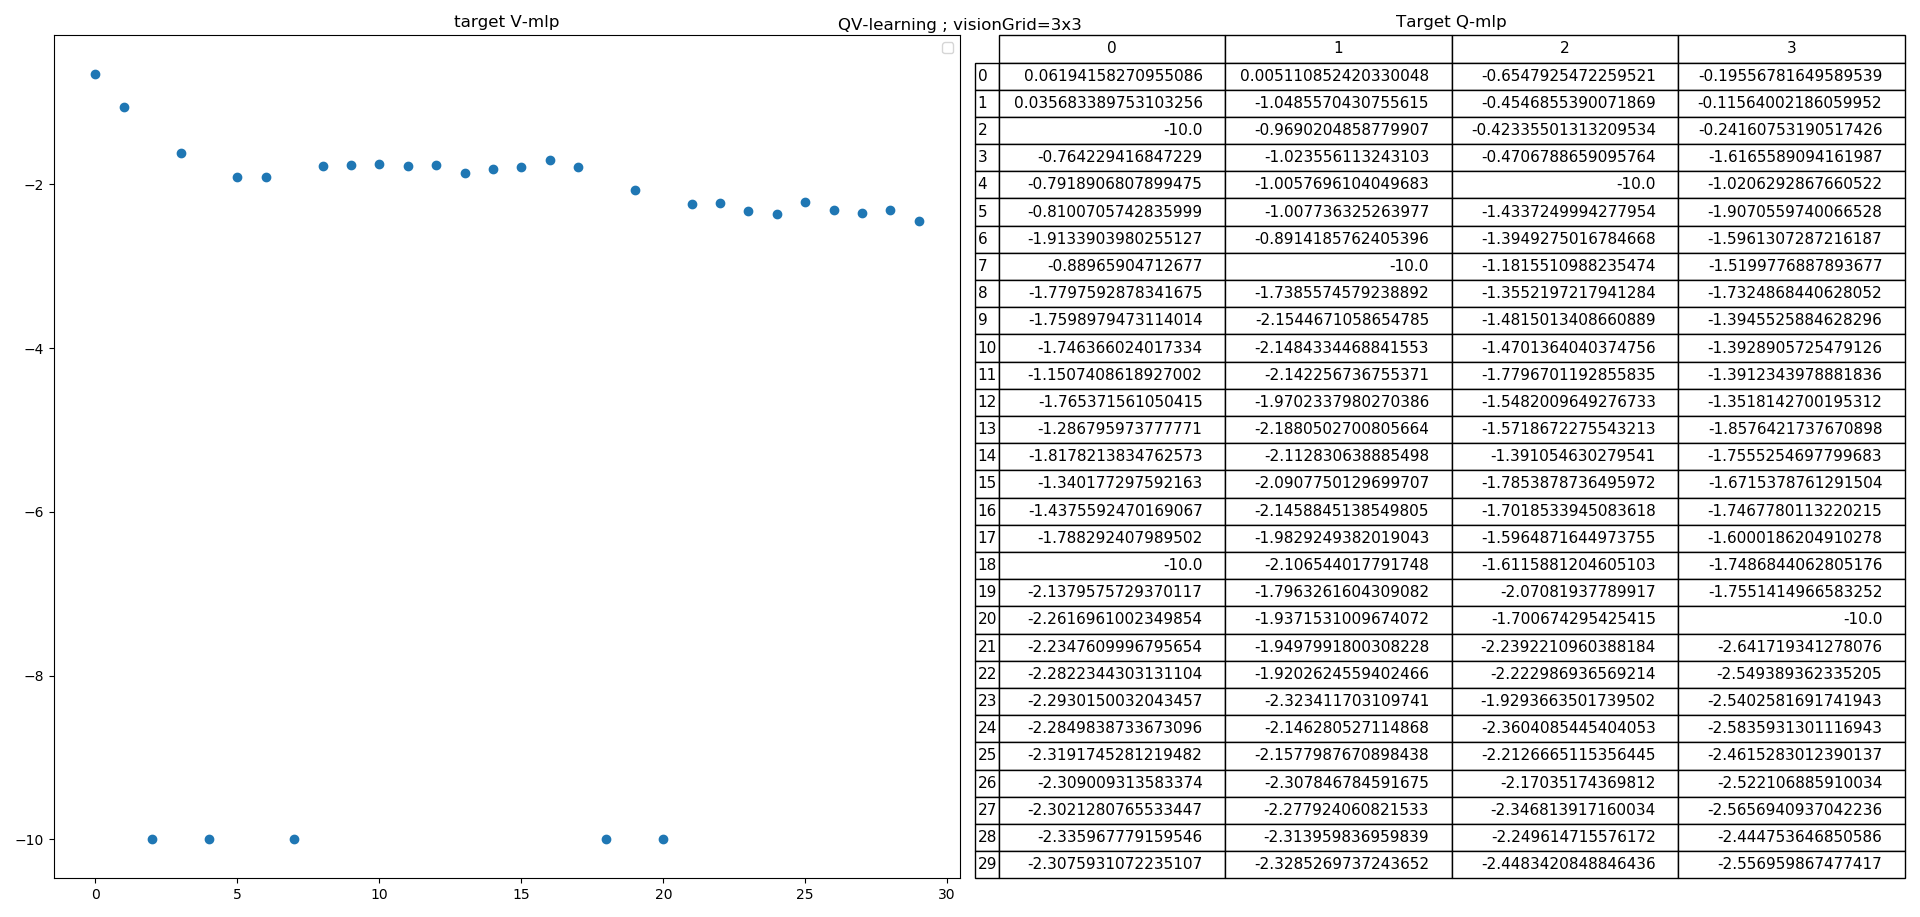 target V-mlp
QV-learning ; visionGrid=3x3
Target Q-mlp
−2
−4
−6
−8
−10
0 5 10 15 20 25 30
0 1 2 3
0 0.06194158270955086 0.005110852420330048 -0.6547925472259521 -0.19556781649589539
1 0.035683389753103256 -1.0485570430755615 -0.4546855390071869 -0.11564002186059952
2 -10.0 -0.9690204858779907 -0.42335501313209534 -0.24160753190517426
3 -0.764229416847229 -1.023556113243103 -0.4706788659095764 -1.6165589094161987
4 -0.7918906807899475 -1.0057696104049683 -10.0 -1.0206292867660522
5 -0.8100705742835999 -1.007736325263977 -1.4337249994277954 -1.9070559740066528
6 -1.9133903980255127 -0.8914185762405396 -1.3949275016784668 -1.5961307287216187
7 -0.88965904712677 -10.0 -1.1815510988235474 -1.5199776887893677
8 -1.7797592878341675 -1.7385574579238892 -1.3552197217941284 -1.7324868440628052
9 -1.7598979473114014 -2.1544671058654785 -1.4815013408660889 -1.3945525884628296
10 -1.746366024017334 -2.1484334468841553 -1.4701364040374756 -1.3928905725479126
11 -1.1507408618927002 -2.142256736755371 -1.7796701192855835 -1.3912343978881836
12 -1.765371561050415 -1.9702337980270386 -1.5482009649276733 -1.3518142700195312
13 -1.286795973777771 -2.1880502700805664 -1.5718672275543213 -1.8576421737670898
14 -1.8178213834762573 -2.112830638885498 -1.391054630279541 -1.7555254697799683
15 -1.340177297592163 -2.0907750129699707 -1.7853878736495972 -1.6715378761291504
16 -1.4375592470169067 -2.1458845138549805 -1.7018533945083618 -1.7467780113220215
17 -1.788292407989502 -1.9829249382019043 -1.5964871644973755 -1.6000186204910278
18 -10.0 -2.106544017791748 -1.6115881204605103 -1.7486844062805176
19 -2.1379575729370117 -1.7963261604309082 -2.07081937789917 -1.7551414966583252
20 -2.2616961002349854 -1.9371531009674072 -1.700674295425415 -10.0
21 -2.2347609996795654 -1.9497991800308228 -2.2392210960388184 -2.641719341278076
22 -2.2822344303131104 -1.9202624559402466 -2.222986936569214 -2.549389362335205
23 -2.2930150032043457 -2.323411703109741 -1.9293663501739502 -2.5402581691741943
24 -2.2849838733673096 -2.146280527114868 -2.3604085445404053 -2.5835931301116943
25 -2.3191745281219482 -2.1577987670898438 -2.2126665115356445 -2.4615283012390137
26 -2.309009313583374 -2.307846784591675 -2.17035174369812 -2.522106885910034
27 -2.3021280765533447 -2.277924060821533 -2.346813917160034 -2.5656940937042236
28 -2.335967779159546 -2.313959836959839 -2.249614715576172 -2.444753646850586
29 -2.3075931072235107 -2.3285269737243652 -2.4483420848846436 -2.556959867477417